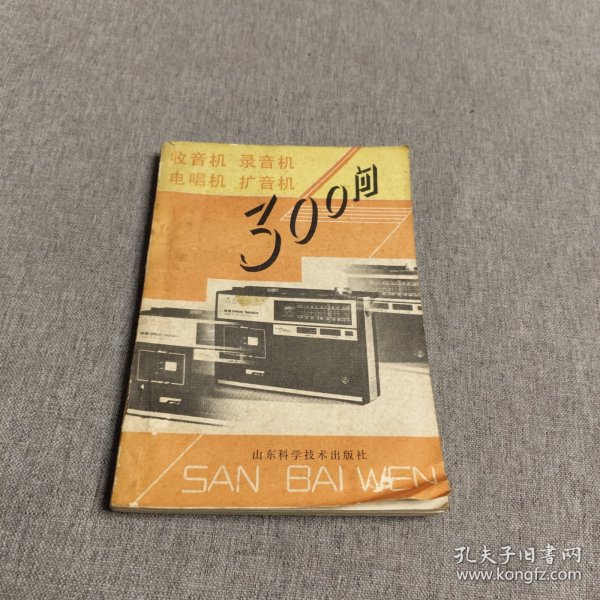 收音机 录音机
电唱机 扩音机
300问
山东科学技术出版社
SAN BAI WEN
孔夫子旧书网
www.kongfz.com